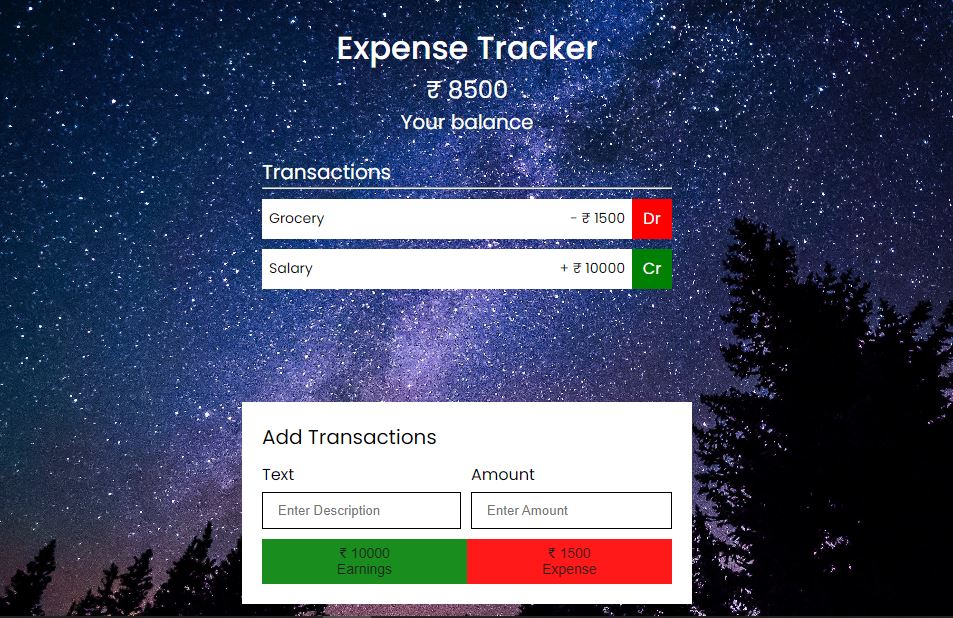 Expense Tracker
₹ 8500
Your balance
Transactions
Grocery - ₹ 1500 Dr
Salary + ₹ 10000 Cr
Add Transactions
Text Amount
Enter Description Enter Amount
₹ 10000 ₹ 1500
Earnings Expense